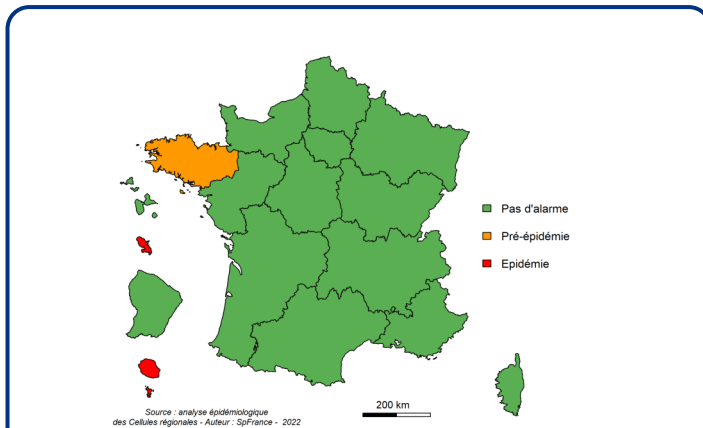 Pas d'alarme
Pré-épidémie
Epidémie
200 km
Source : analyse épidémiologique
des Cellules régionales - Auteur : SpFrance - 2022